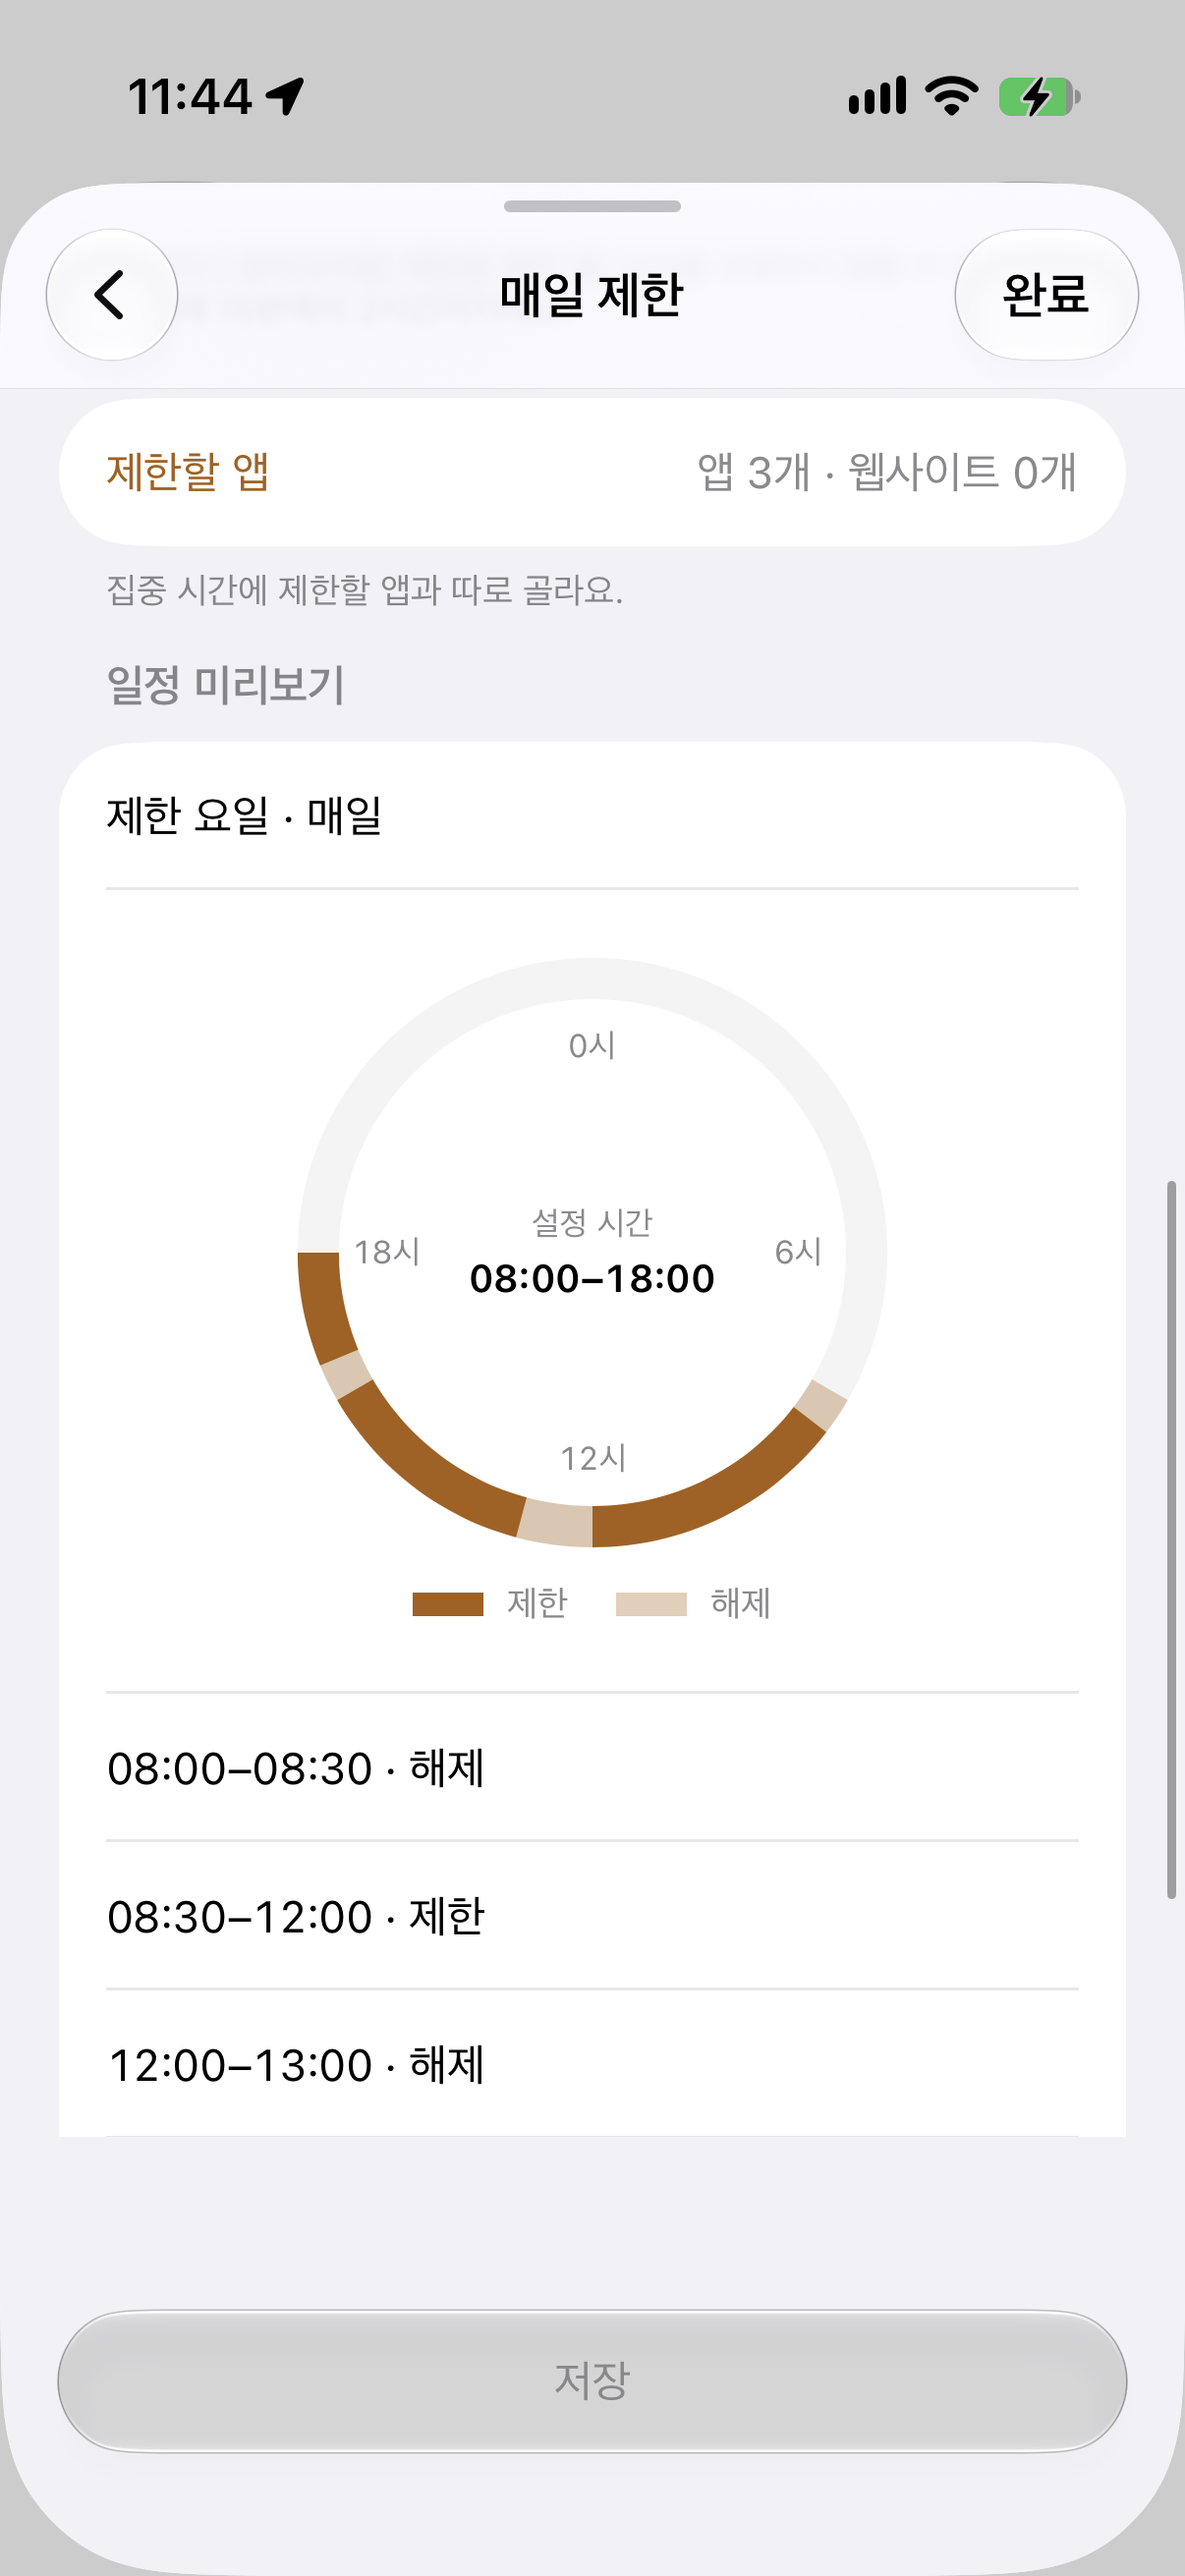 11:44
매일 제한
완료
제한할 앱
앱 3개 · 웹사이트 0개
집중 시간에 제한할 앱과 따로 골라요.
일정 미리보기
제한 요일 · 매일
0시
설정 시간
18시
6시
08:00–18:00
12시
제한
해제
08:00–08:30 · 해제
08:30–12:00 · 제한
12:00–13:00 · 해제
저장